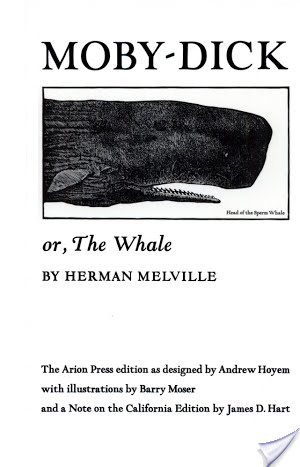 MOBY-DICK
Head of the Sperm Whale
or, The Whale
BY HERMAN MELVILLE
The Arion Press edition as designed by Andrew Hoyem
with illustrations by Barry Moser
and a Note on the California Edition by James D. Hart